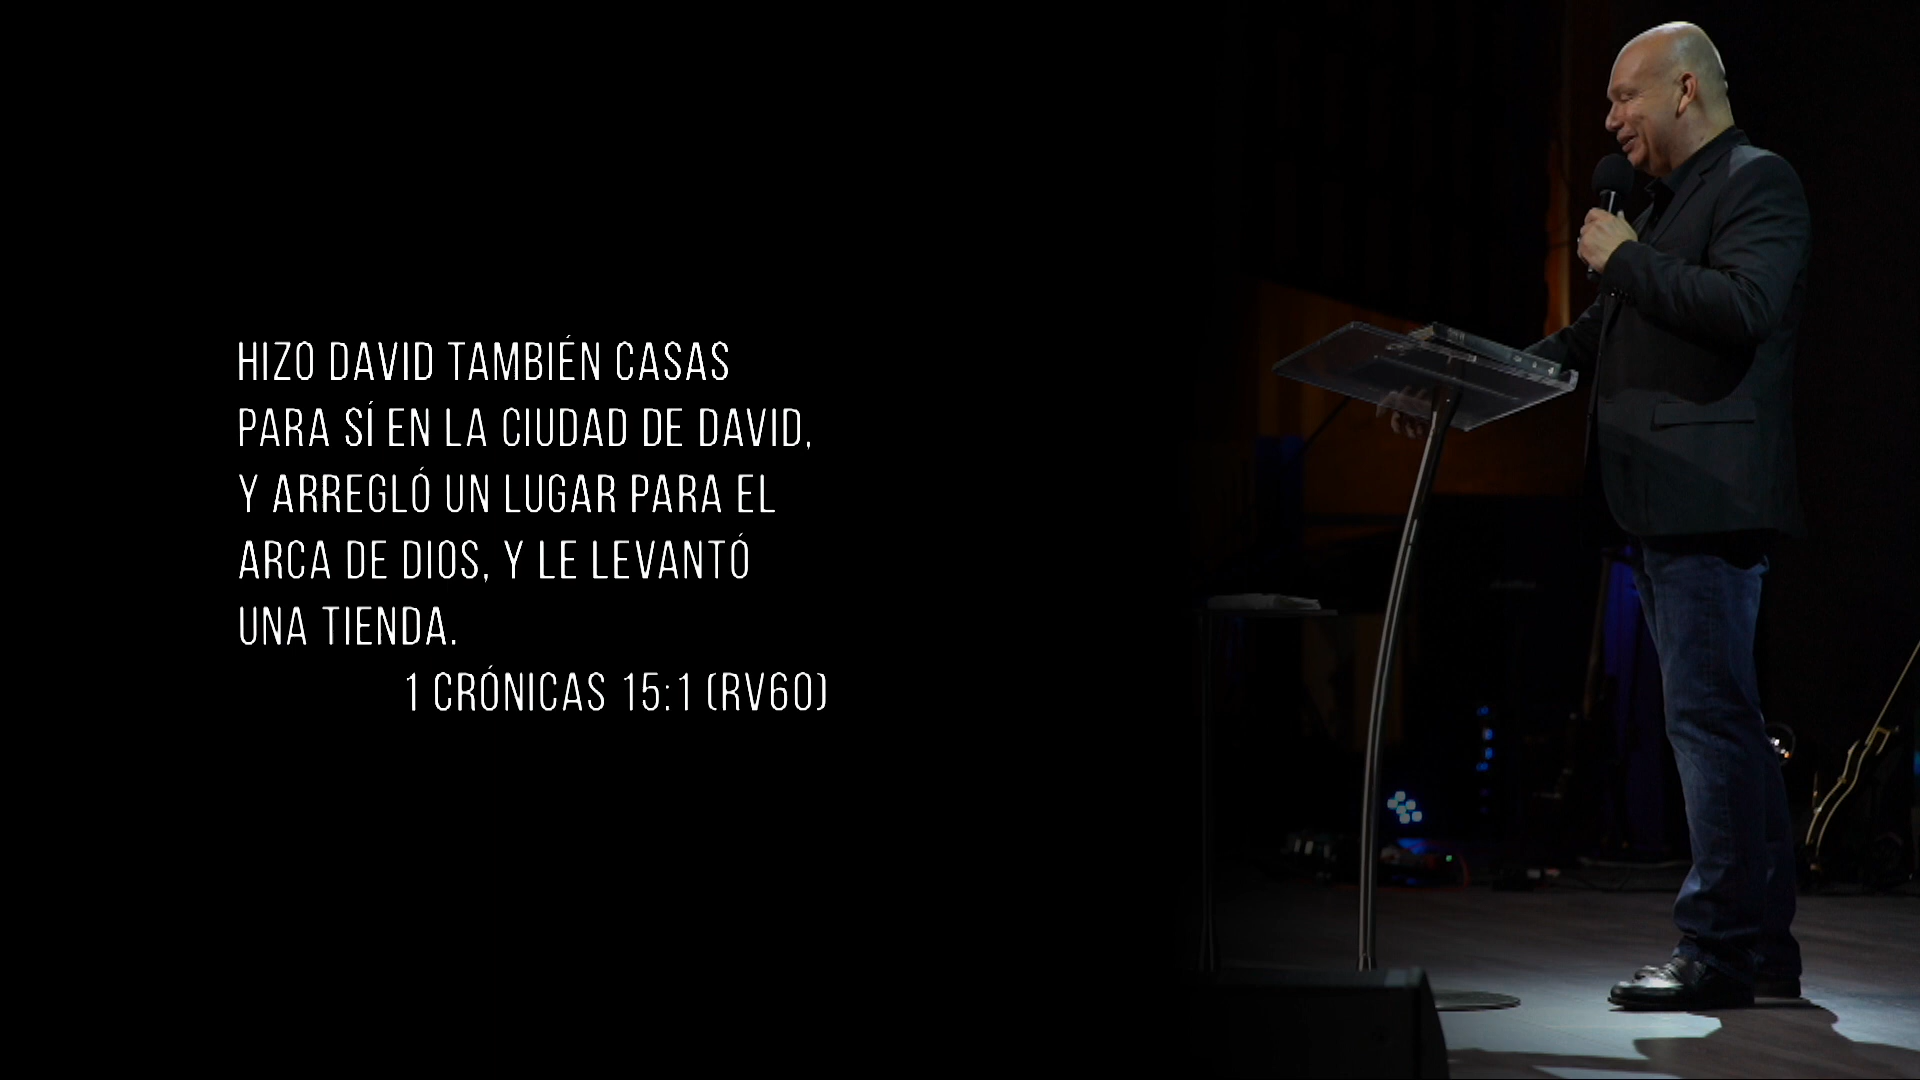 HIZO DAVID TAMBIÉN CASAS
PARA SÍ EN LA CIUDAD DE DAVID,
Y ARREGLÓ UN LUGAR PARA EL
ARCA DE DIOS, Y LE LEVANTÓ
UNA TIENDA.
1 CRÓNICAS 15:1 (RV60)